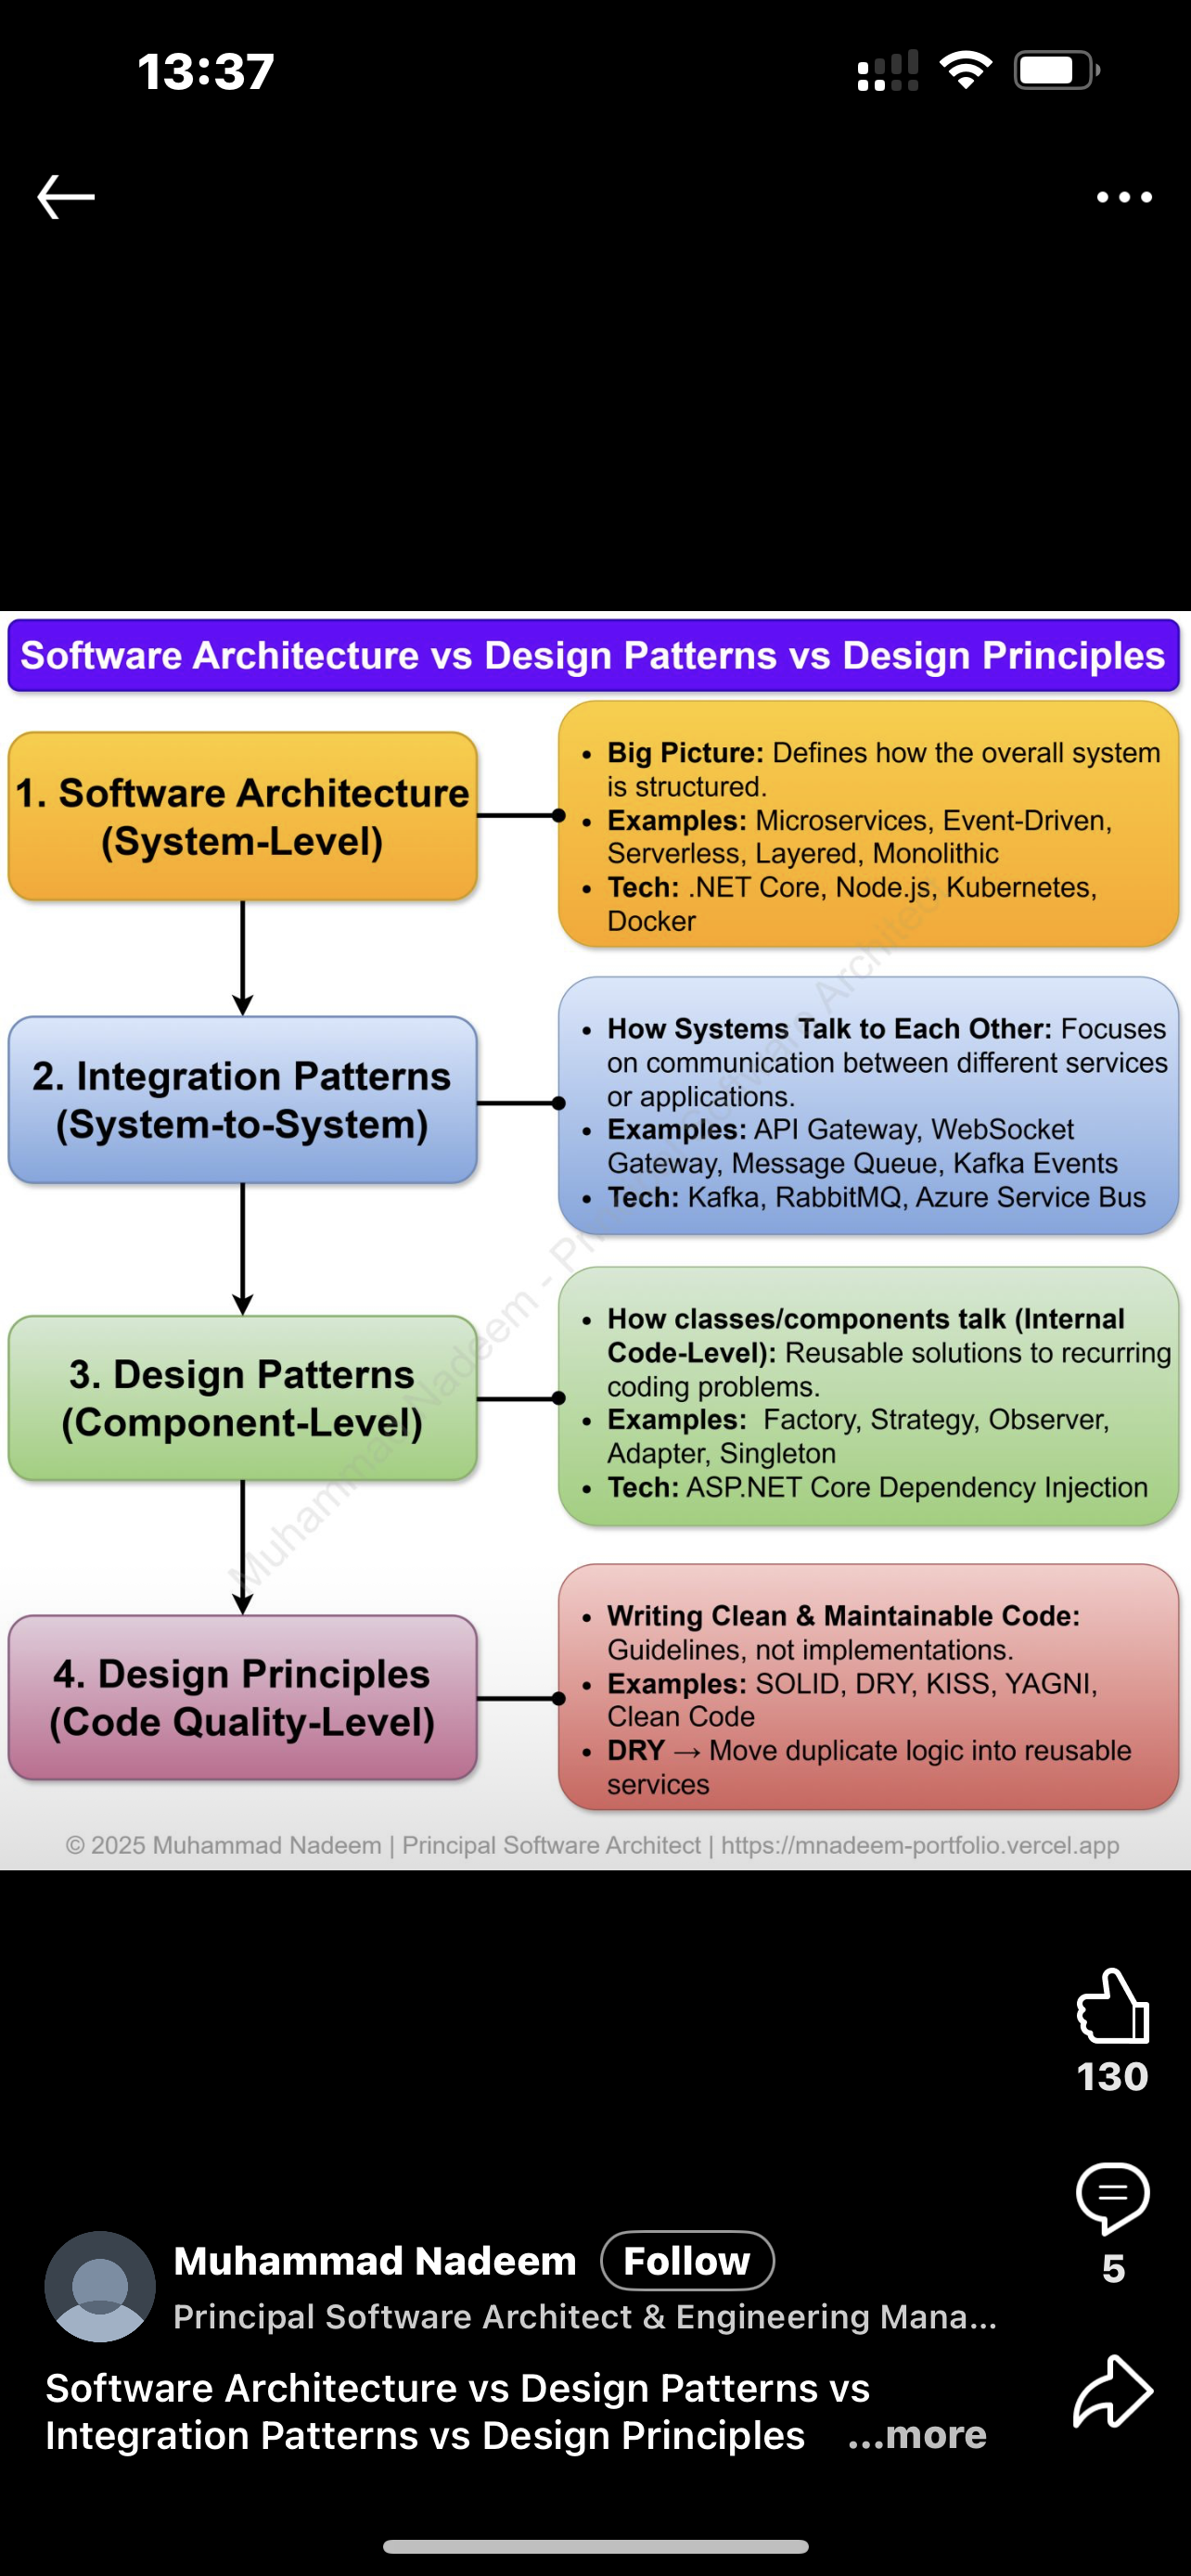 13:37
Software Architecture vs Design Patterns vs Design Principles
1. Software Architecture
(System-Level)
• Big Picture: Defines how the overall system
is structured.
• Examples: Microservices, Event-Driven,
Serverless, Layered, Monolithic
• Tech: .NET Core, Node.js, Kubernetes,
Docker
2. Integration Patterns
(System-to-System)
• How Systems Talk to Each Other: Focuses
on communication between different services
or applications.
• Examples: API Gateway, WebSocket
Gateway, Message Queue, Kafka Events
• Tech: Kafka, RabbitMQ, Azure Service Bus
3. Design Patterns
(Component-Level)
• How classes/components talk (Internal
Code-Level): Reusable solutions to recurring
coding problems.
• Examples:  Factory, Strategy, Observer,
Adapter, Singleton
• Tech: ASP.NET Core Dependency Injection
4. Design Principles
(Code Quality-Level)
• Writing Clean & Maintainable Code:
Guidelines, not implementations.
• Examples: SOLID, DRY, KISS, YAGNI,
Clean Code
• DRY → Move duplicate logic into reusable
services
Muhammad Nadeem - Principal Software Architect
© 2025 Muhammad Nadeem | Principal Software Architect | https://mnadeem-portfolio.vercel.app
130
5
Muhammad Nadeem Follow
Principal Software Architect & Engineering Mana...
Software Architecture vs Design Patterns vs
Integration Patterns vs Design Principles ...more